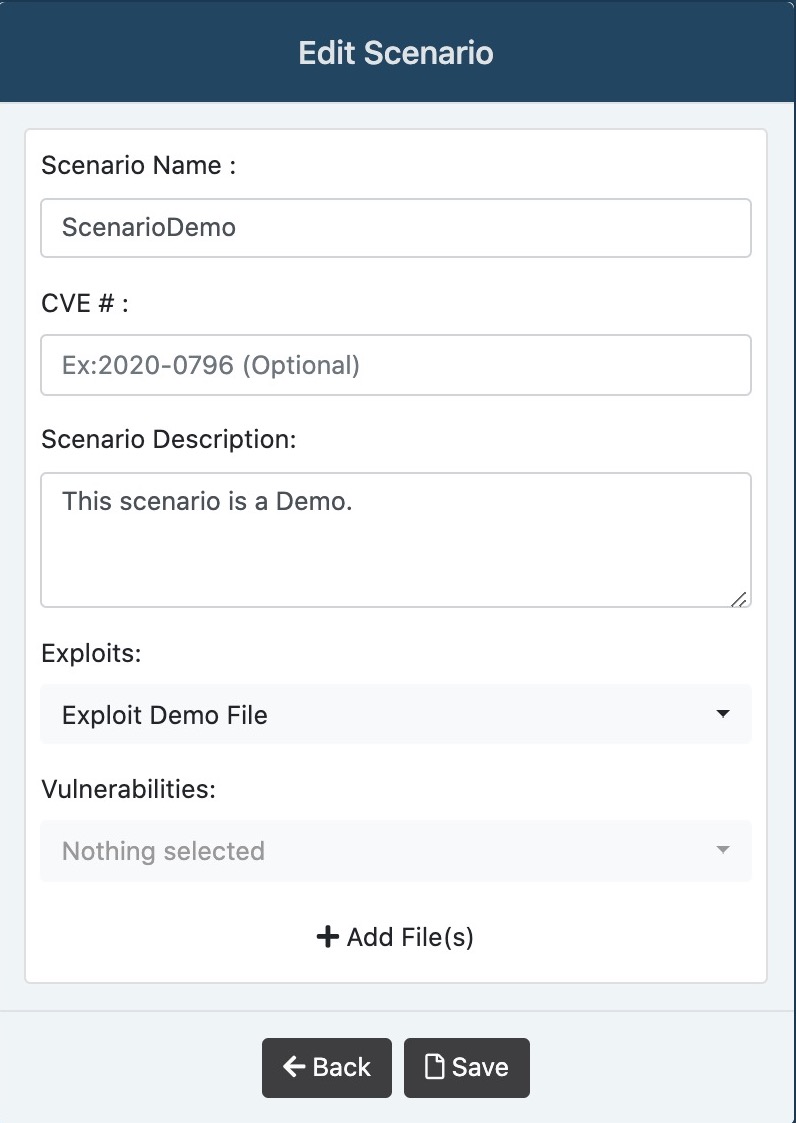 Edit Scenario
Scenario Name :
ScenarioDemo
CVE # :
Ex:2020-0796 (Optional)
Scenario Description:
This scenario is a Demo.
Exploits:
Exploit Demo File
Vulnerabilities:
Nothing selected
Add File(s)
Back Save